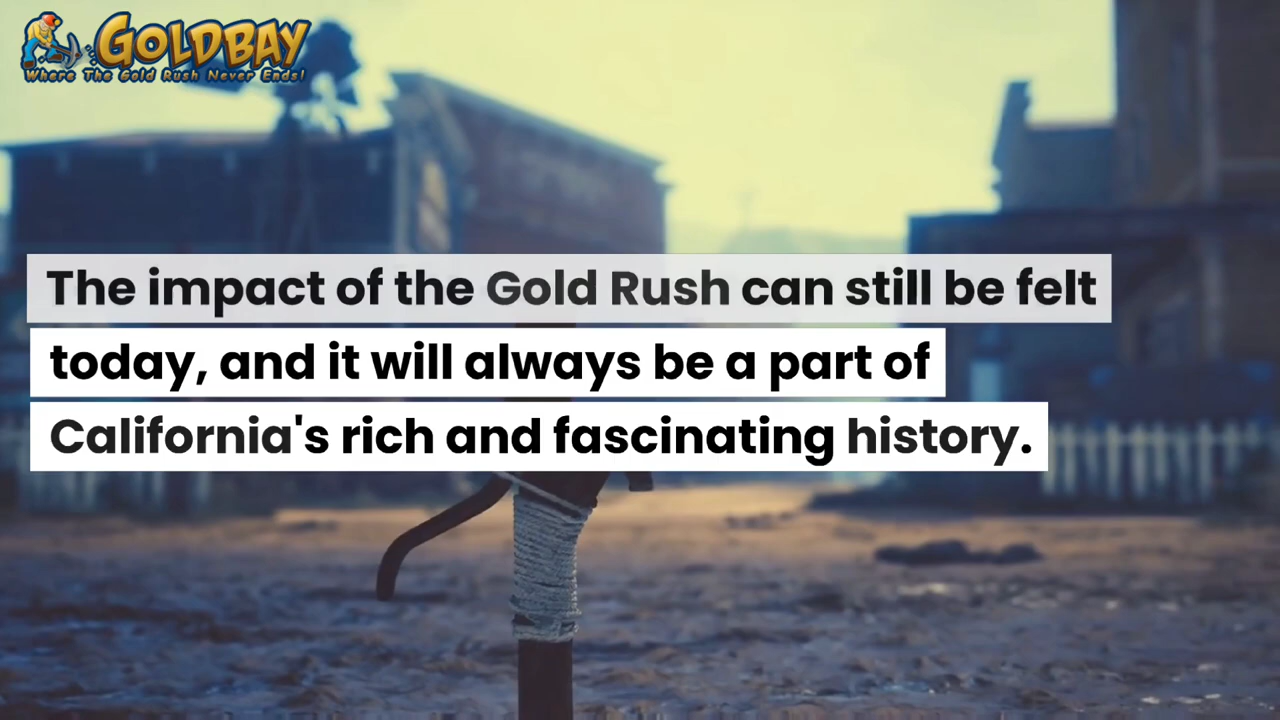 GOLDBAY
Where The Gold Rush Never Ends!
The impact of the Gold Rush can still be felt
today, and it will always be a part of
California's rich and fascinating history.